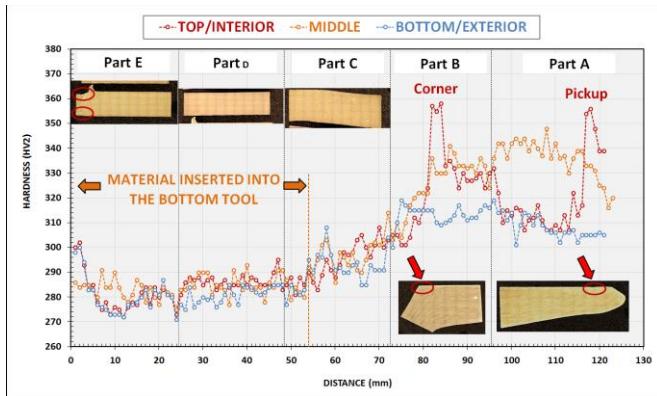 TOP/INTERIOR MIDDLE BOTTOM/EXTERIOR
Part E Part D Part C Part B Part A
Corner Pickup
MATERIAL INSERTED INTO
THE BOTTOM TOOL
HARDNESS (HV2)
380
370
360
350
340
330
320
310
300
290
280
270
260
0 10 20 30 40 50 60 70 80 90 100 110 120 130
DISTANCE (mm)